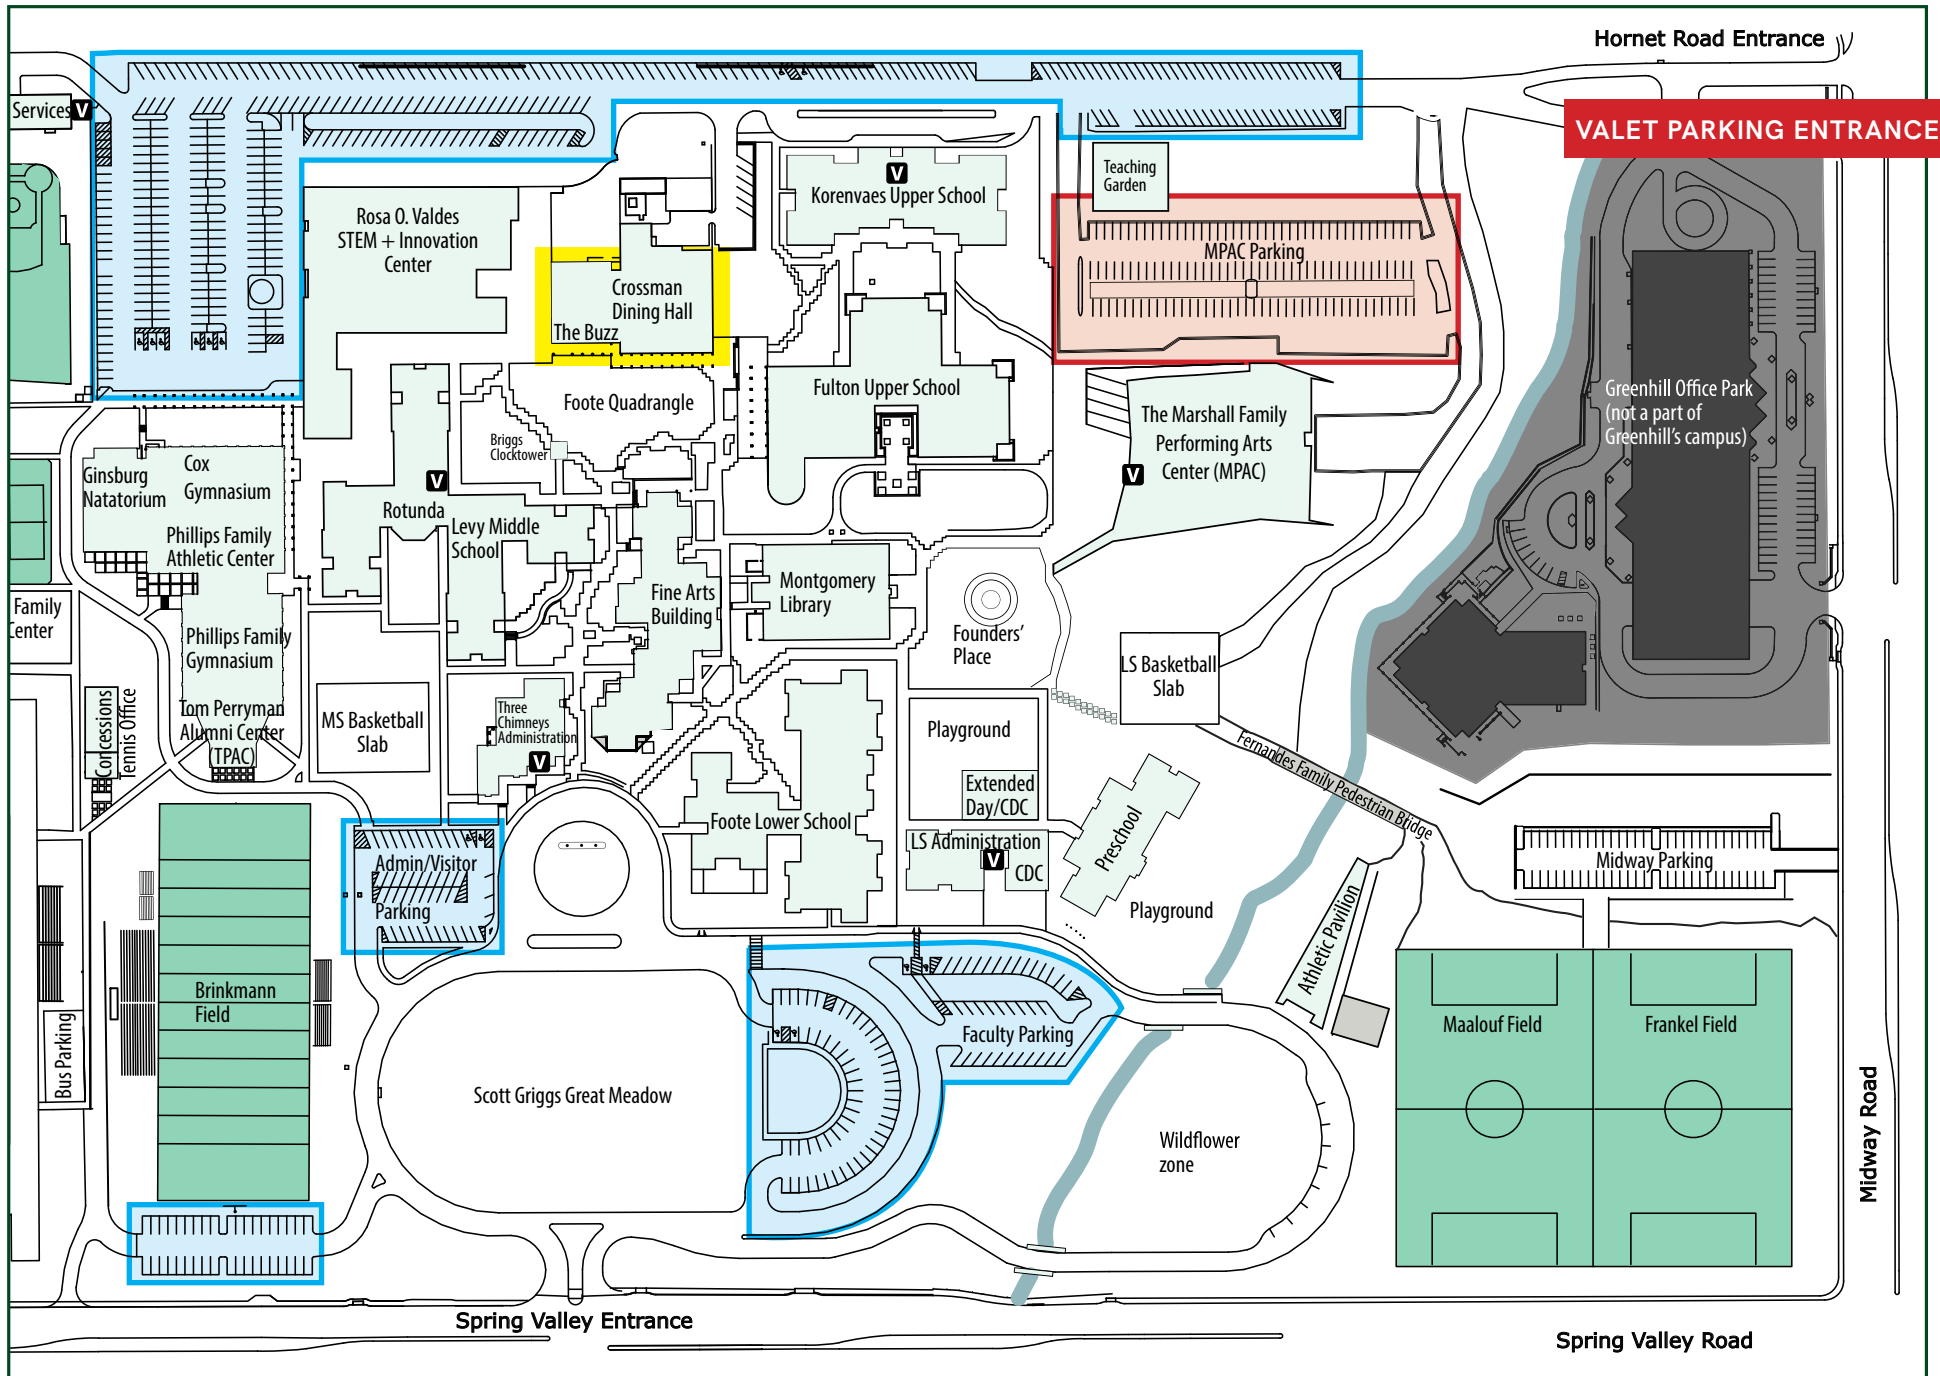 Hornet Road Entrance
VALET PARKING ENTRANCE
Services
V
Teaching
Garden
V
Korenvaes Upper School
Rosa O. Valdes
STEM + Innovation
Center
MPAC Parking
Crossman
Dining Hall
The Buzz
Fulton Upper School
Foote Quadrangle
Greenhill Office Park
(not a part of
Greenhill's campus)
The Marshall Family
Performing Arts
Center (MPAC)
V
Briggs
Clocktower
Ginsburg
Natatorium
Cox
Gymnasium
V
Rotunda
Levy Middle
School
Phillips Family
Athletic Center
Fine Arts
Building
Montgomery
Library
Family
Center
Founders'
Place
Phillips Family
Gymnasium
LS Basketball
Slab
Concessions
Tennis Office
Tom Perryman
Alumni Center
(TPAC)
MS Basketball
Slab
Three
Chimneys
Administration
V
Playground
Fernandes Family Pedestrian Bridge
Extended
Day/CDC
Foote Lower School
LS Administration
V
CDC
Preschool
Midway Parking
Admin/Visitor
Parking
Playground
Athletic Pavilion
Brinkmann
Field
Faculty Parking
Maalouf Field
Frankel Field
Bus Parking
Scott Griggs Great Meadow
Wildflower
zone
Midway Road
Spring Valley Entrance
Spring Valley Road